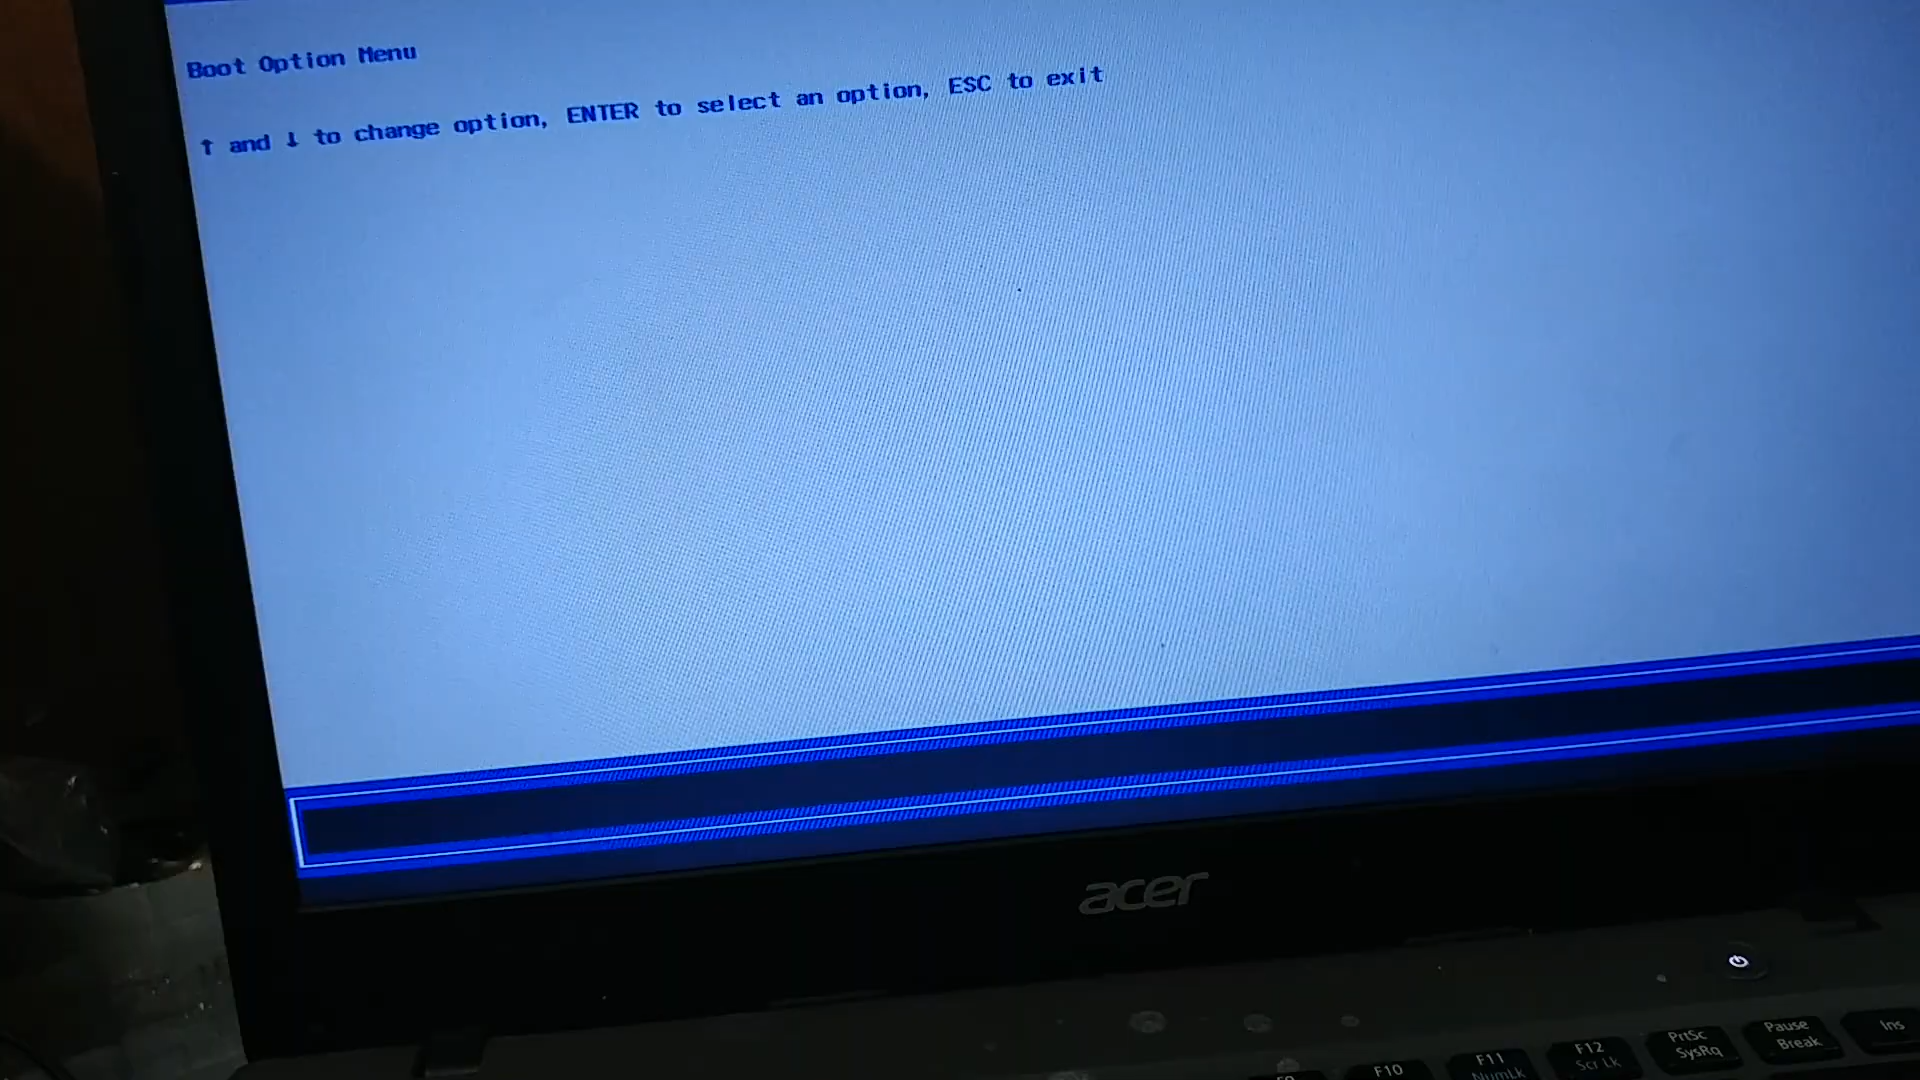 Boot Option Menu
↑ and ↓ to change option, ENTER to select an option, ESC to exit
acer
F10
F11
NumLk
F12
Scr Lk
PrtSc
SysRq
Pause
Break
Ins